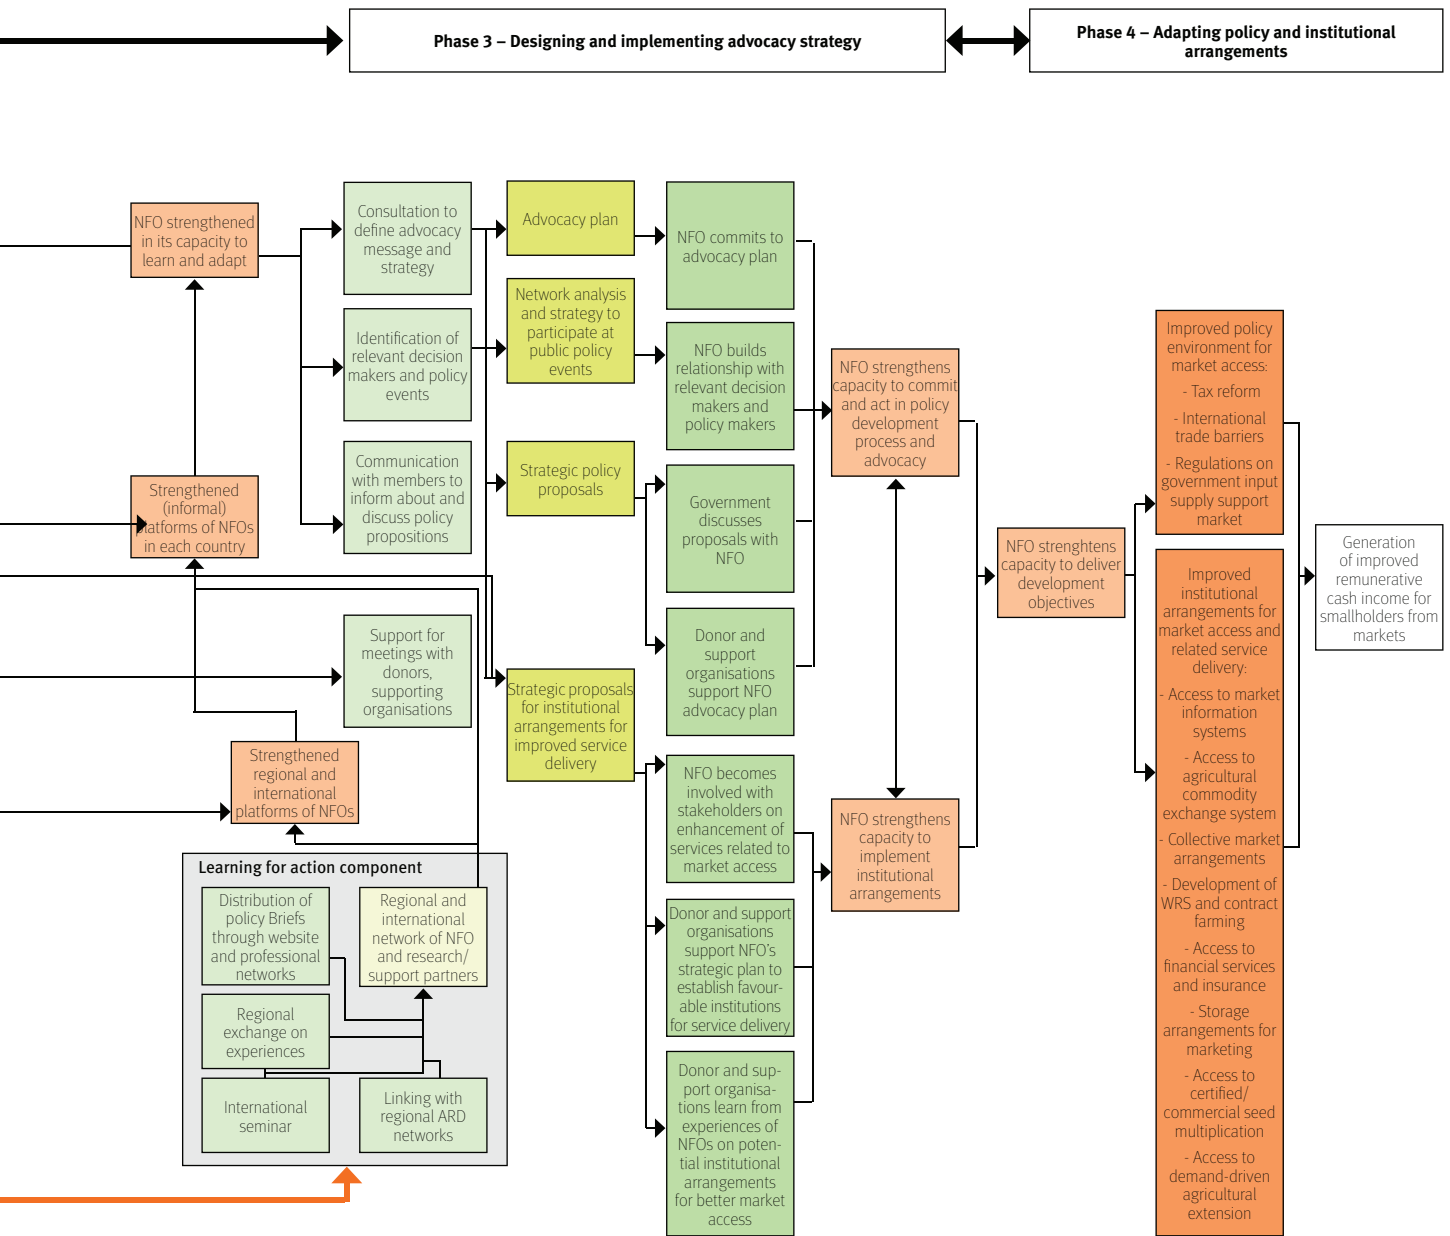 Phase 3 – Designing and implementing advocacy strategy
Phase 4 – Adapting policy and institutional
arrangements
NFO strengthened
in its capacity to
learn and adapt
Strengthened
(informal)
platforms of NFOs
in each country
Strengthened
regional and
international
platforms of NFOs
Consultation to
define advocacy
message and
strategy
Identification of
relevant decision
makers and policy
events
Communication
with members to
inform about and
discuss policy
propositions
Support for
meetings with
donors,
supporting
organisations
Learning for action component
Distribution of
policy Briefs
through website
and professional
networks
Regional
exchange on
experiences
International
seminar
Regional and
international
network of NFO
and research/
support partners
Linking with
regional ARD
networks
Advocacy plan
Network analysis
and strategy to
participate at
public policy
events
Strategic policy
proposals
Strategic proposals
for institutional
arrangements for
improved service
delivery
NFO commits to
advocacy plan
NFO builds
relationship with
relevant decision
makers and
policy makers
Government
discusses
proposals with
NFO
Donor and
support
organisations
support NFO
advocacy plan
NFO becomes
involved with
stakeholders on
enhancement of
services related to
market access
Donor and support
organisations
support NFO’s
strategic plan to
establish favour-
able institutions
for service delivery
Donor and sup-
port organisa-
tions learn from
experiences of
NFOs on poten-
tial institutional
arrangements
for better market
access
NFO strengthens
capacity to commit
and act in policy
development
process and
advocacy
NFO strengthens
capacity to
implement
institutional
arrangements
NFO strenghtens
capacity to deliver
development
objectives
Improved policy
environment for
market access:
- Tax reform
- International
trade barriers
- Regulations on
government input
supply support
market
Improved
institutional
arrangements for
market access and
related service
delivery:
- Access to market
information
systems
- Access to
agricultural
commodity
exchange system
- Collective market
arrangements
- Development of
WRS and contract
farming
- Access to
financial services
and insurance
- Storage
arrangements for
marketing
- Access to
certified/
commercial seed
multiplication
- Access to
demand-driven
agricultural
extension
Generation
of improved
remunerative
cash income for
smallholders from
markets